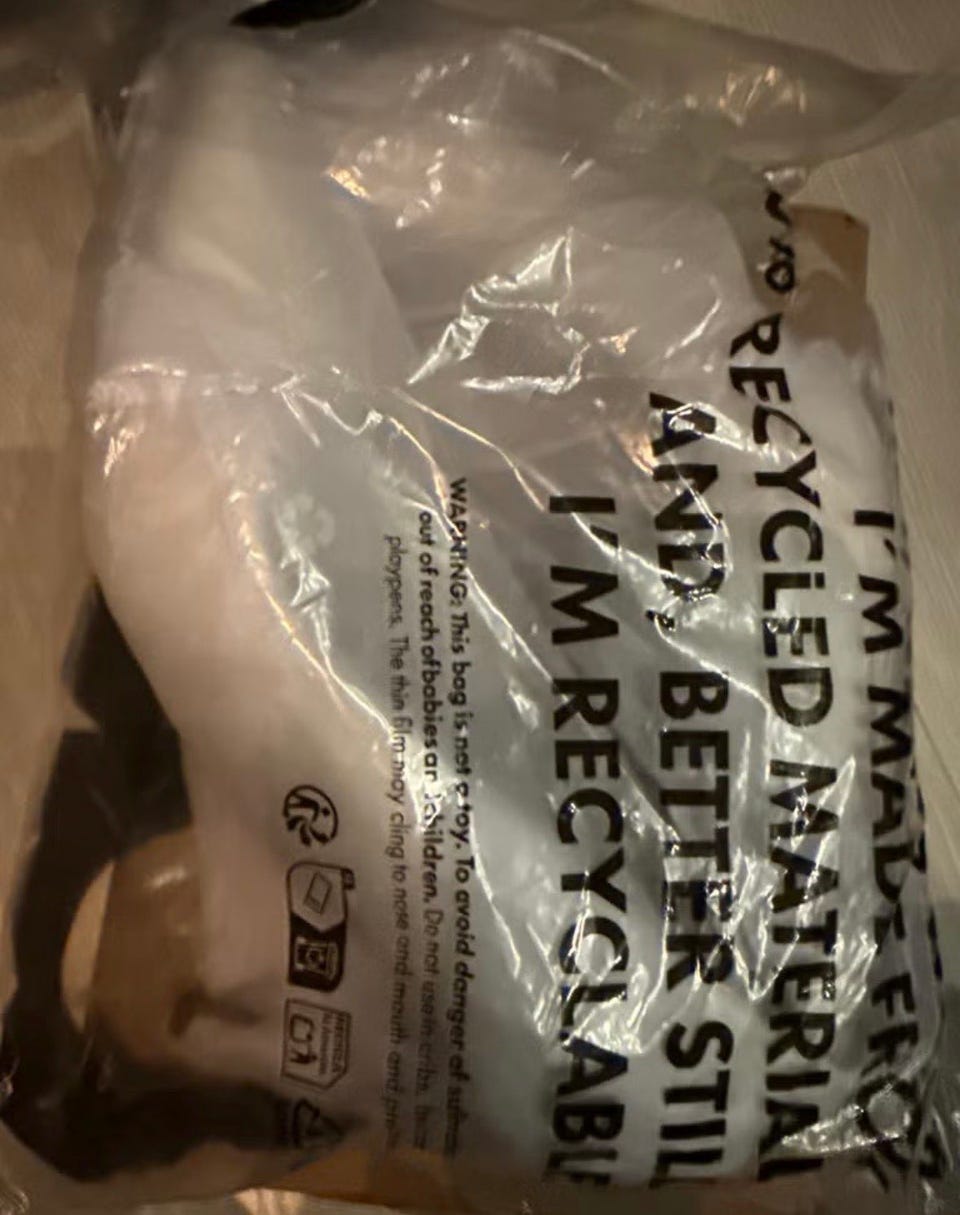 I'M MADE FROM
RECYCLED MATERIAL
AND, BETTER STILL
I'M RECYCLABLE
WARNING: This bag is not a toy. To avoid danger of
out of reach of babies and children. Do not use in cribs,
playpens. The thin film may cling to nose and mouth and